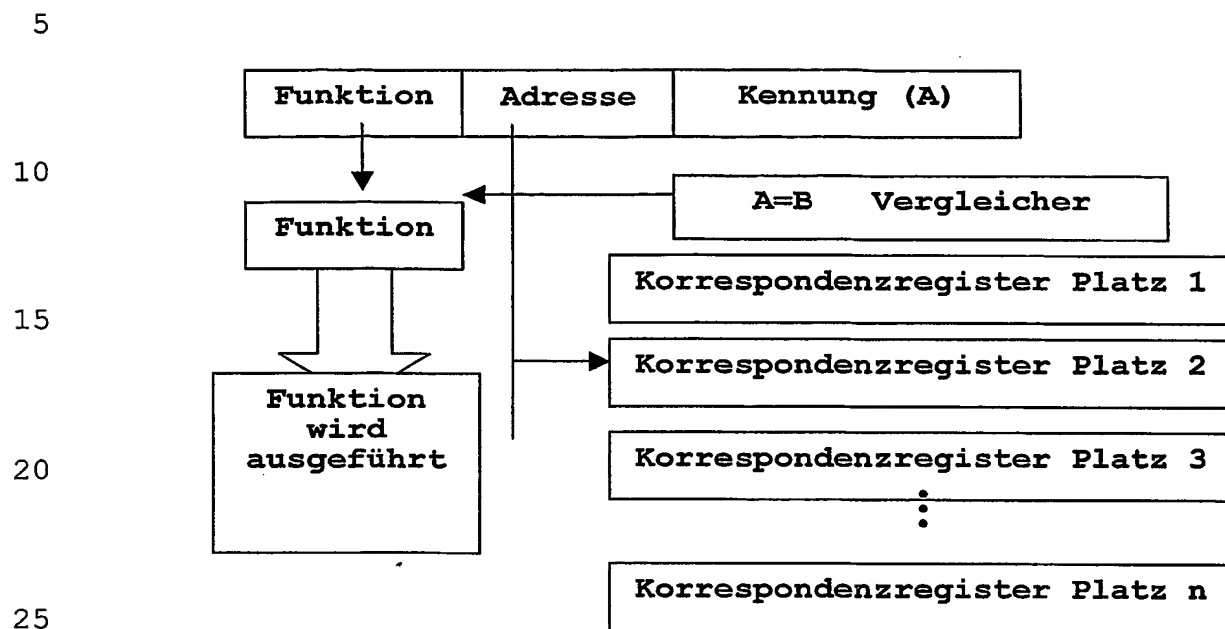 5
Funktion Adresse Kennung (A)
10
A=B Vergleicher
Funktion
Korrespondenzregister Platz 1
15
Korrespondenzregister Platz 2
Funktion
wird
ausgeführt
Korrespondenzregister Platz 3
20
Korrespondenzregister Platz n
25